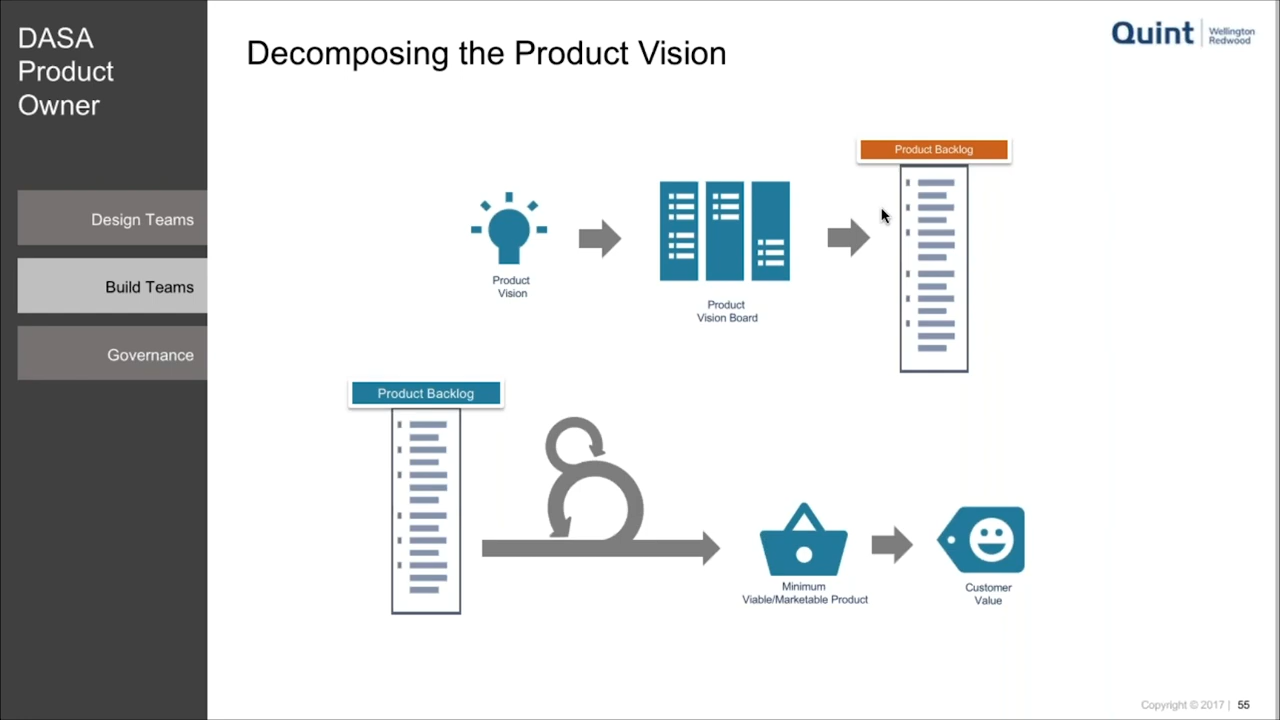 DASA
Product
Owner
Design Teams
Build Teams
Governance
Decomposing the Product Vision
Quint
Wellington
Redwood
Product
Vision
Product
Vision Board
Product Backlog
Product Backlog
Minimum
Viable/Marketable Product
Customer
Value
Copyright © 2017 | 55